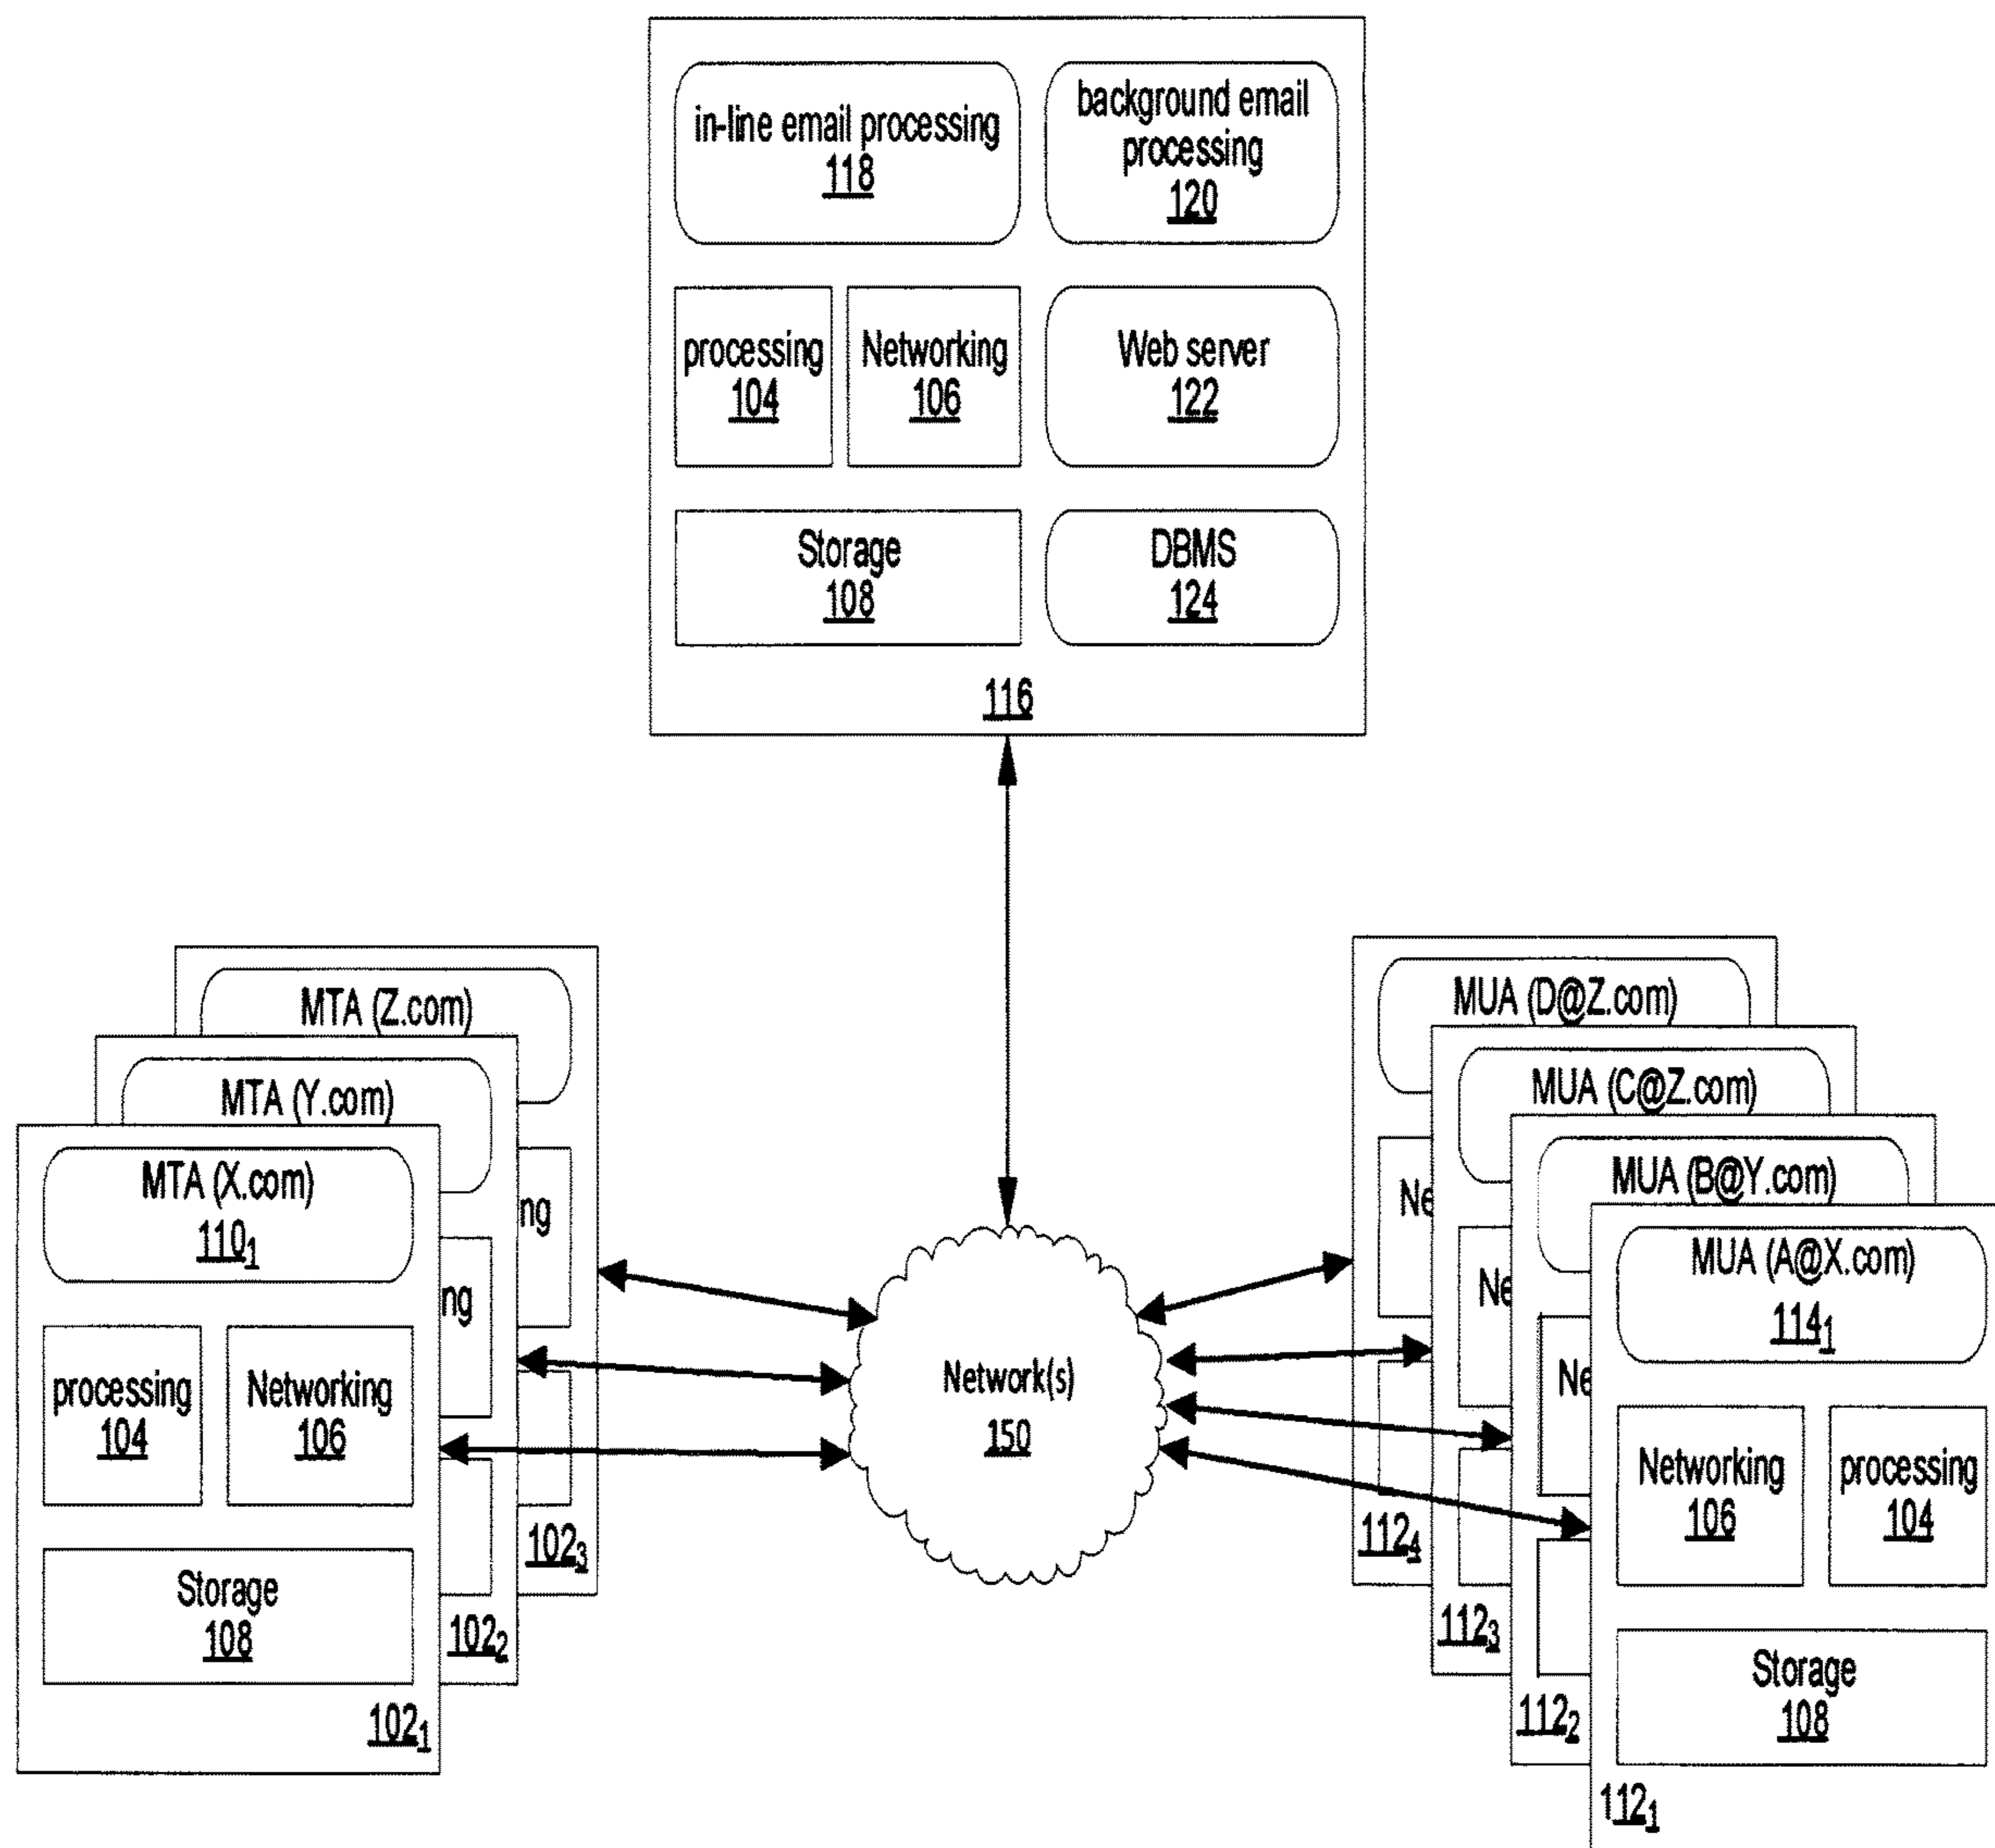 in-line email processing
118
background email
processing
120
processing
104
Networking
106
Web server
122
Storage
108
DBMS
124
116
MTA (Z.com)
MTA (Y.com)
MTA (X.com)
110₁
ng
ng
processing
104
Networking
106
Storage
108
102₁
102₂
102₃
Network(s)
150
MUA (D@Z.com)
MUA (C@Z.com)
MUA (B@Y.com)
MUA (A@X.com)
114₁
Ne
Ne
Ne
Networking
106
processing
104
Storage
108
112₄
112₃
112₂
112₁